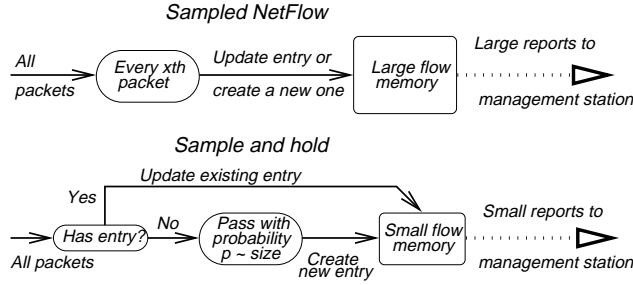 Sampled NetFlow
All
packets
Every xth
packet
Update entry or
create a new one
Large flow
memory
Large reports to
management station
Sample and hold
Update existing entry
Yes
Has entry?
No
All packets
Pass with
probability
p ~ size
Create
new entry
Small flow
memory
Small reports to
management station